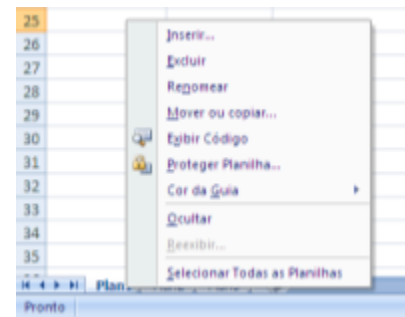 25
26
27
28
29
30
31
32
33
34
35
Inserir...
Excluir
Renomear
Mover ou copiar...
Exibir Código
Proteger Planilha...
Cor da Guia
Ocultar
Reexibir...
Selecionar Todas as Planilhas
Plan1
Pronto